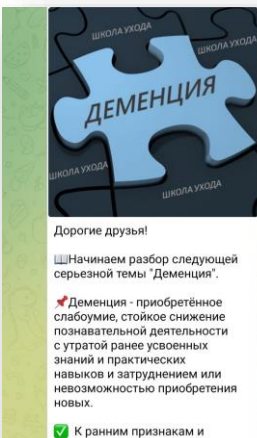 ШКОЛА УХОДА
ШКОЛА УХОДА
ДЕМЕНЦИЯ
ШКОЛА УХОДА
ШКОЛА УХОДА
Дорогие друзья!
📖Начинаем разбор следующей
серьезной темы "Деменция".
📌Деменция - приобретённое
слабоумие, стойкое снижение
познавательной деятельности
с утратой ранее усвоенных
знаний и практических
навыков и затруднением или
невозможностью приобретения
новых.
✅ К ранним признакам и